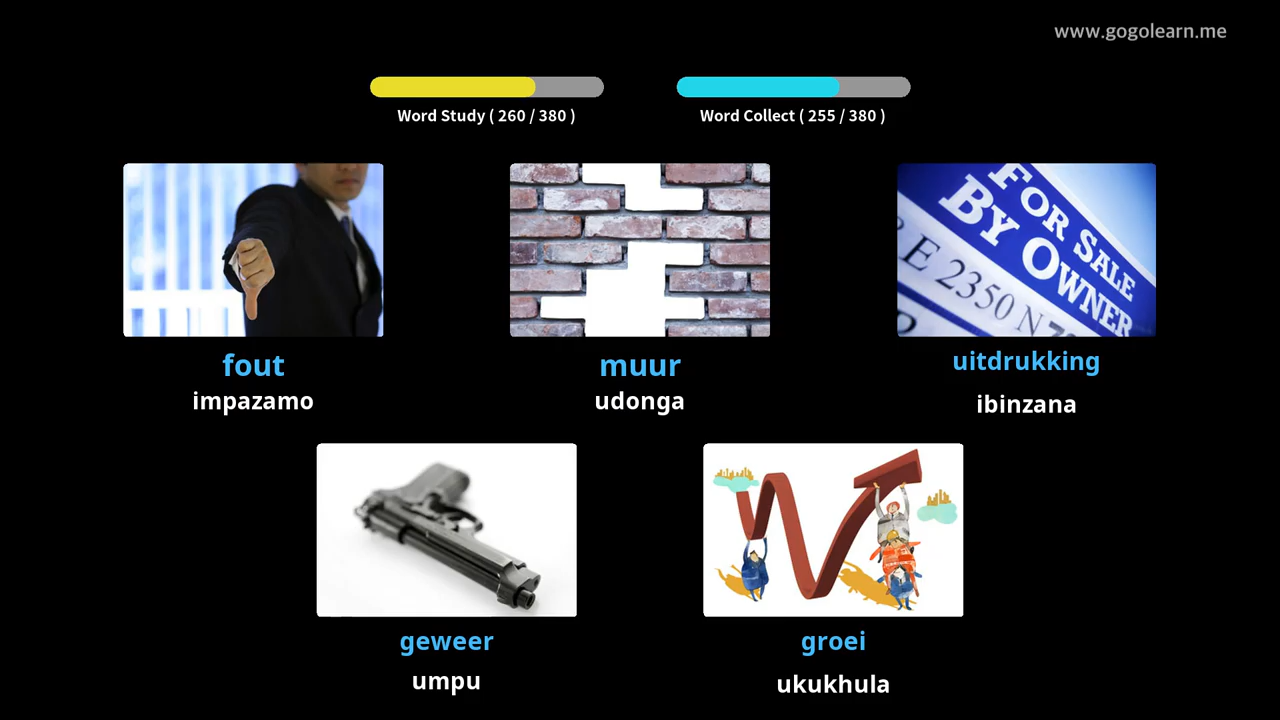 www.gogolearn.me
Word Study ( 260 / 380 )
Word Collect ( 255 / 380 )
FOR SALE
BY OWNER
E 2350 N
fout
impazamo
muur
udonga
uitdrukking
ibinzana
geweer
umpu
groei
ukukhula